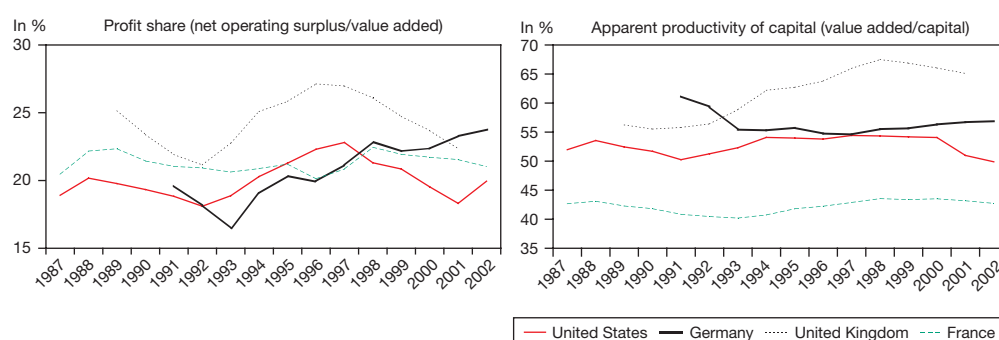 In % Profit share (net operating surplus/value added)
30
25
20
15
1987 1988 1989 1990 1991 1992 1993 1994 1995 1996 1997 1998 1999 2000 2001 2002
In % Apparent productivity of capital (value added/capital)
70
65
60
55
50
45
40
35
1987 1988 1989 1990 1991 1992 1993 1994 1995 1996 1997 1998 1999 2000 2001 2002
United States Germany United Kingdom France